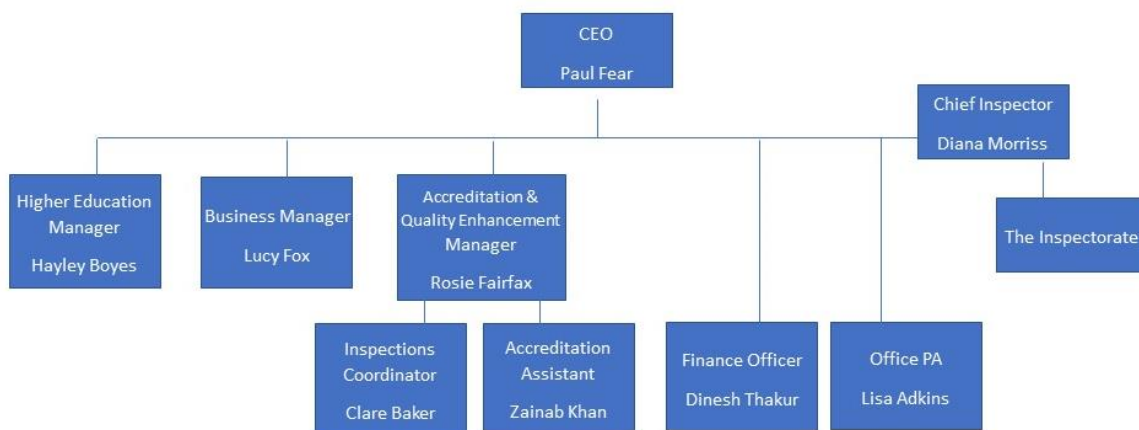 CEO
Paul Fear
Chief Inspector
Diana Morriss
Higher Education
Manager
Hayley Boyes
Business Manager
Lucy Fox
Accreditation &
Quality Enhancement
Manager
Rosie Fairfax
The Inspectorate
Inspections
Coordinator
Clare Baker
Accreditation
Assistant
Zainab Khan
Finance Officer
Dinesh Thakur
Office PA
Lisa Adkins